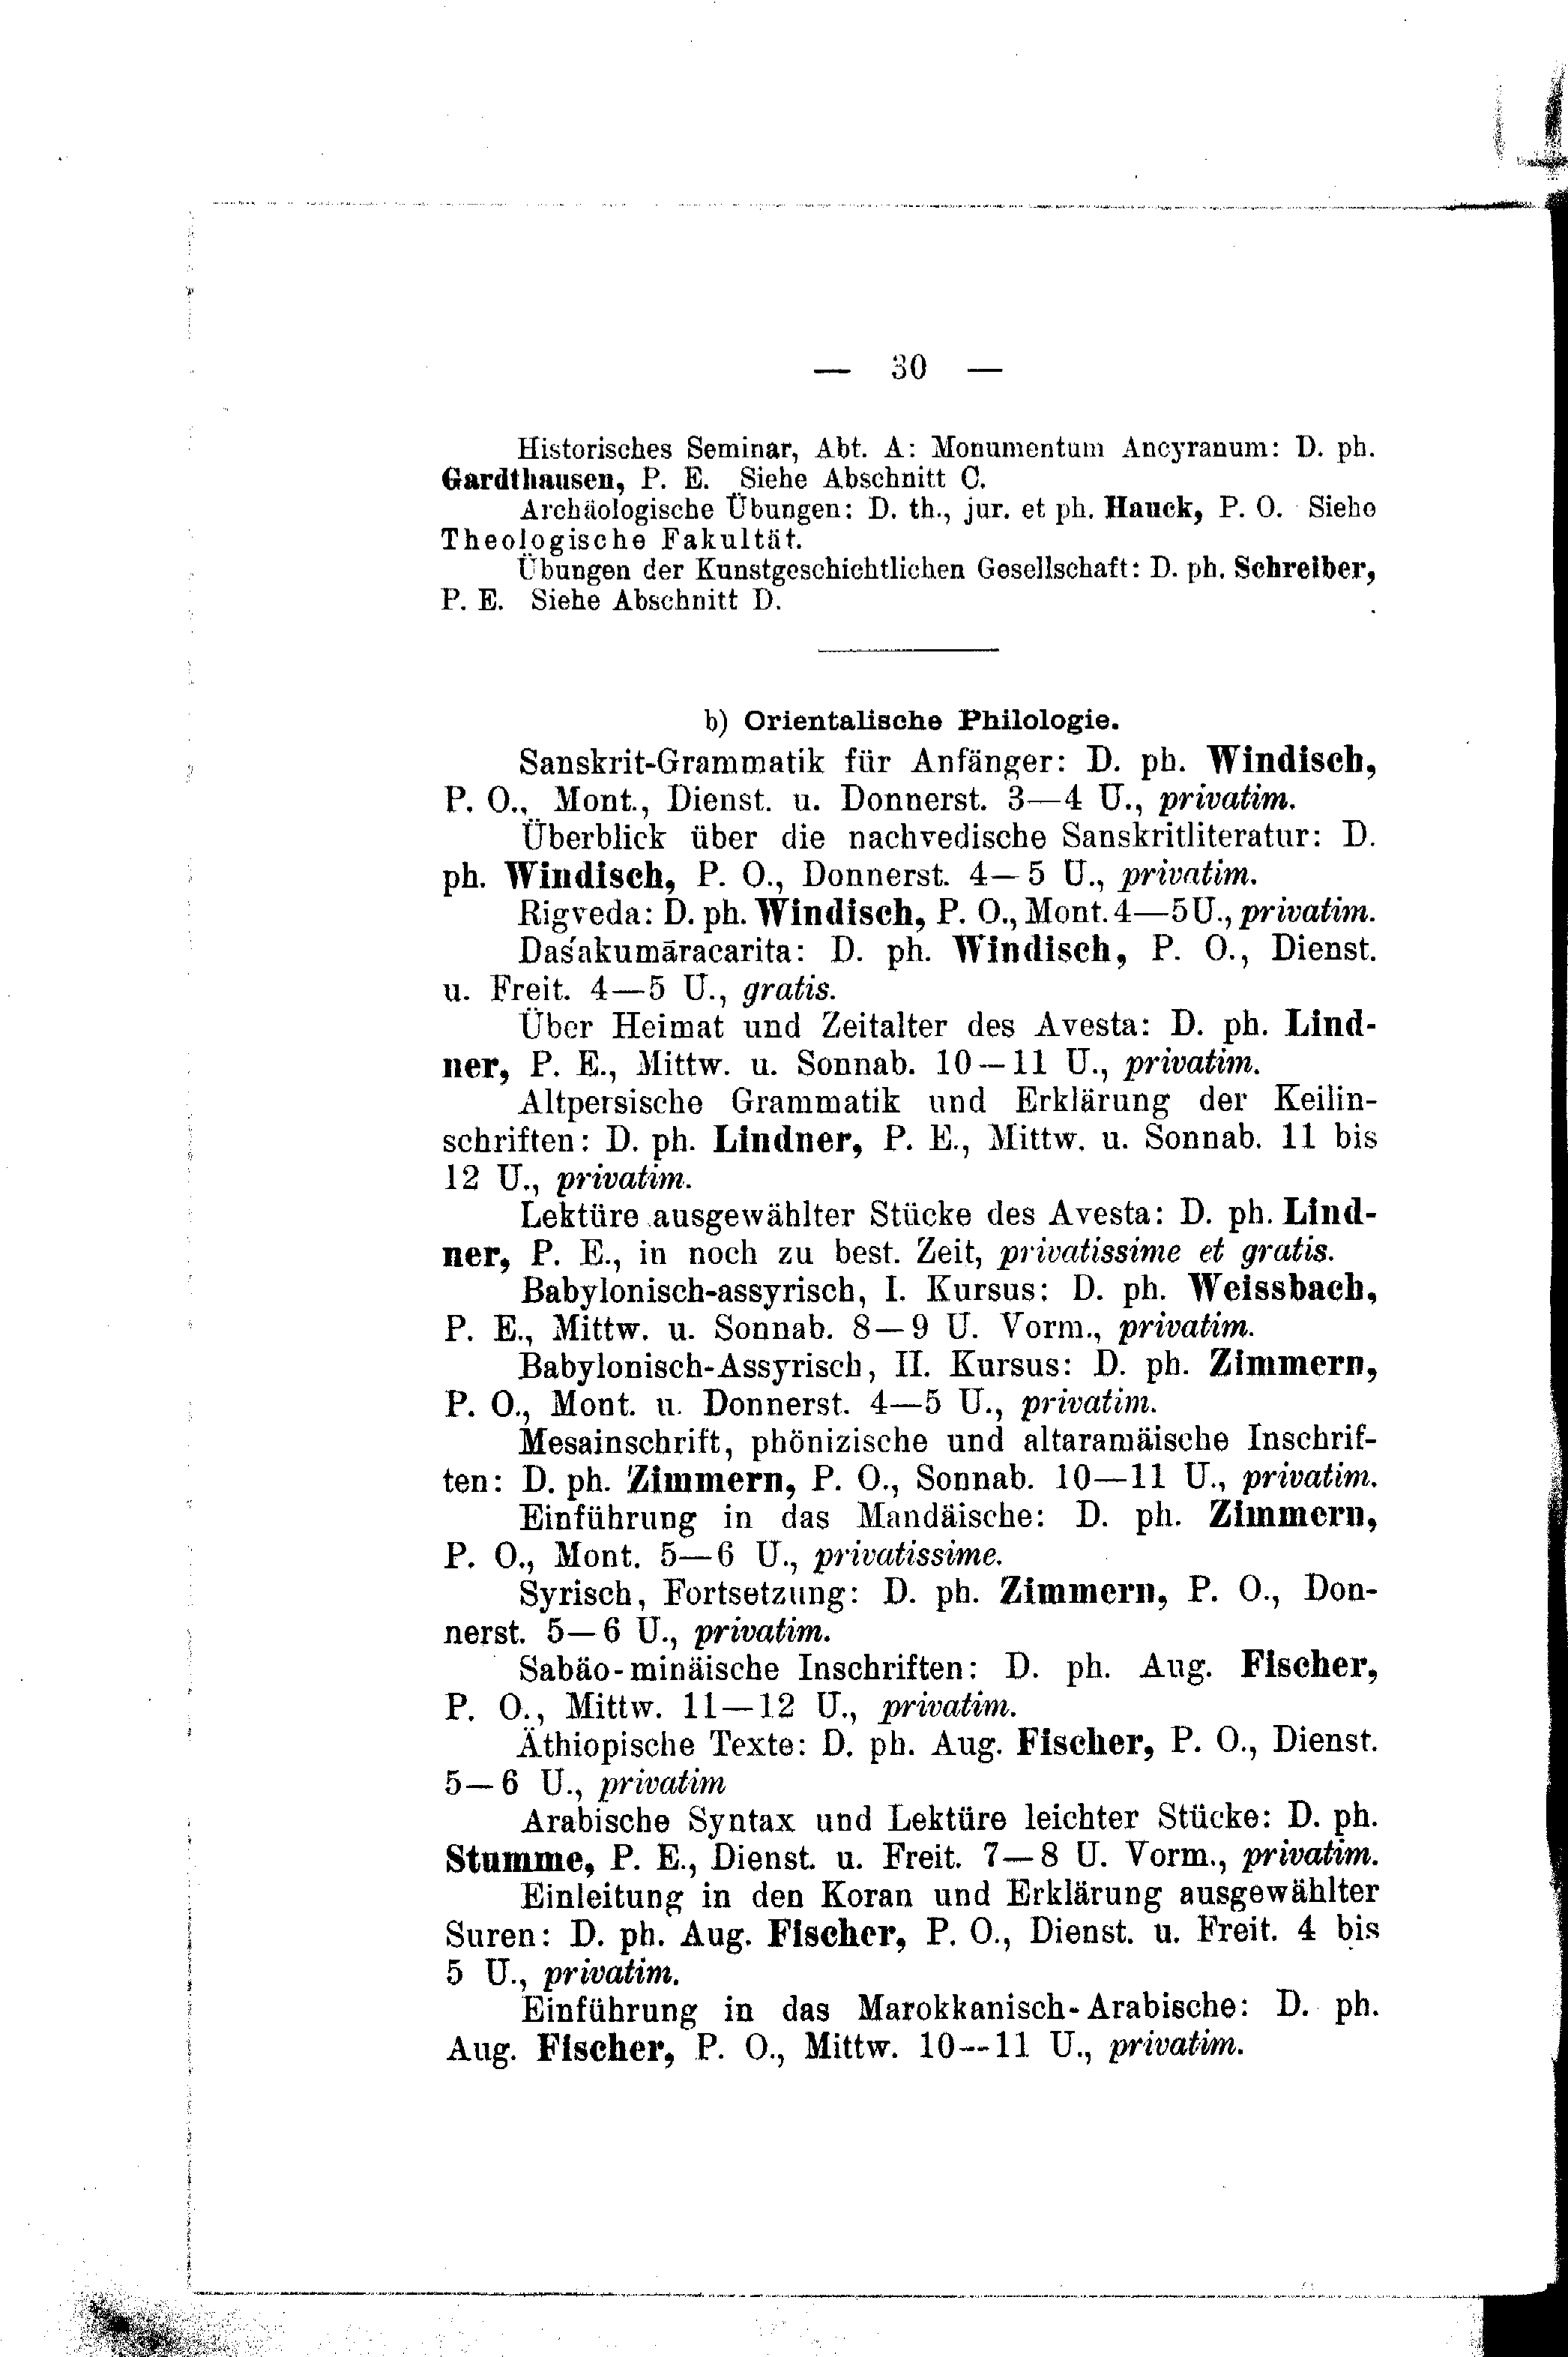 — 30 —
Historisches Seminar, Abt. A: Monumentum Ancyranum: D. ph.
Gardthausen, P. E. Siehe Abschnitt C.
Archäologische Übungen: D. th., jur. et ph. Hauck, P. O. Siehe
Theologische Fakultät.
Übungen der Kunstgeschichtlichen Gesellschaft: D. ph. Schreiber,
P. E. Siehe Abschnitt D.
b) Orientalische Philologie.
Sanskrit-Grammatik für Anfänger: D. ph. Windisch,
P. O., Mont., Dienst. u. Donnerst. 3—4 U., privatim.
Überblick über die nachvedische Sanskritliteratur: D.
ph. Windisch, P. O., Donnerst. 4—5 U., privatim.
Rigveda: D. ph. Windisch, P. O., Mont. 4—5 U., privatim.
Daśakumāracarita: D. ph. Windisch, P. O., Dienst.
u. Freit. 4—5 U., gratis.
Über Heimat und Zeitalter des Avesta: D. ph. Lind-
ner, P. E., Mittw. u. Sonnab. 10—11 U., privatim.
Altpersische Grammatik und Erklärung der Keilin-
schriften: D. ph. Lindner, P. E., Mittw. u. Sonnab. 11 bis
12 U., privatim.
Lektüre ausgewählter Stücke des Avesta: D. ph. Lind-
ner, P. E., in noch zu best. Zeit, privatissime et gratis.
Babylonisch-assyrisch, I. Kursus: D. ph. Weissbach,
P. E., Mittw. u. Sonnab. 8—9 U. Vorm., privatim.
Babylonisch-Assyrisch, II. Kursus: D. ph. Zimmern,
P. O., Mont. u. Donnerst. 4—5 U., privatim.
Mesainschrift, phönizische und altaramäische Inschrif-
ten: D. ph. Zimmern, P. O., Sonnab. 10—11 U., privatim.
Einführung in das Mandäische: D. ph. Zimmern,
P. O., Mont. 5—6 U., privatissime.
Syrisch, Fortsetzung: D. ph. Zimmern, P. O., Don-
nerst. 5—6 U., privatim.
Sabäo-minäische Inschriften: D. ph. Aug. Fischer,
P. O., Mittw. 11—12 U., privatim.
Äthiopische Texte: D. ph. Aug. Fischer, P. O., Dienst.
5—6 U., privatim
Arabische Syntax und Lektüre leichter Stücke: D. ph.
Stumme, P. E., Dienst. u. Freit. 7—8 U. Vorm., privatim.
Einleitung in den Koran und Erklärung ausgewählter
Suren: D. ph. Aug. Fischer, P. O., Dienst. u. Freit. 4 bis
5 U., privatim.
Einführung in das Marokkanisch-Arabische: D. ph.
Aug. Fischer, P. O., Mittw. 10—11 U., privatim.